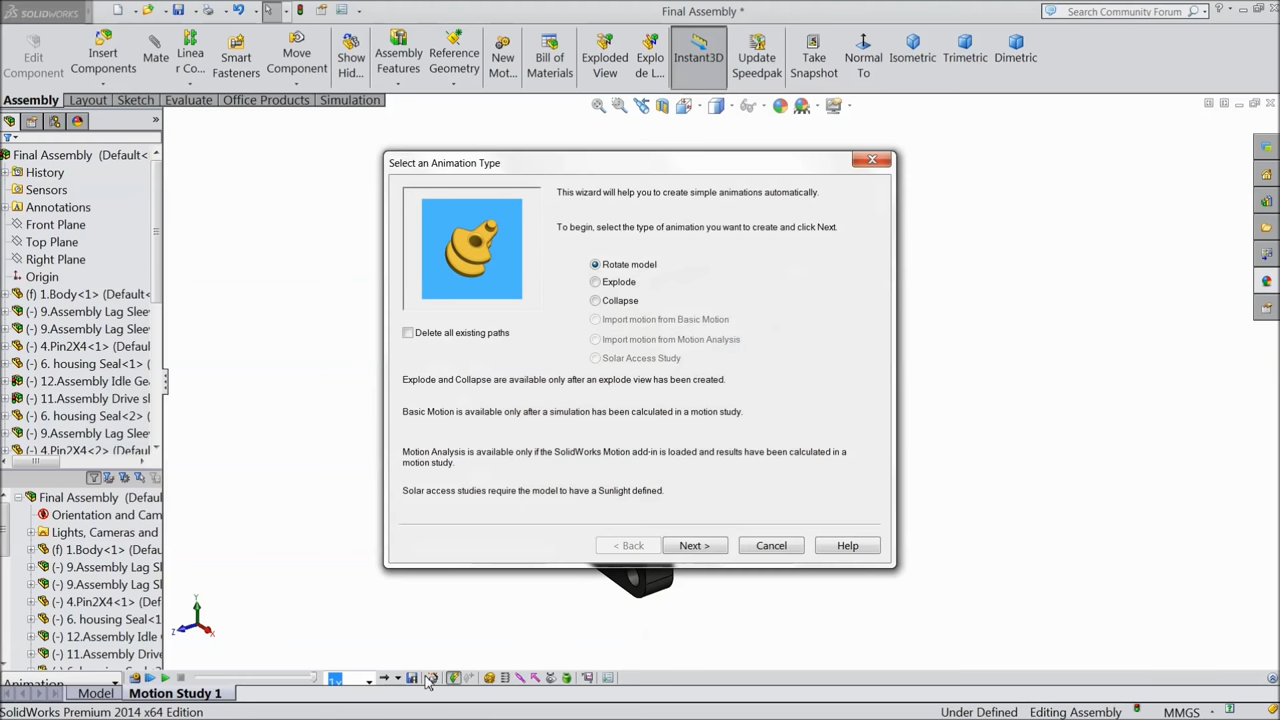 SOLIDWORKS
Final Assembly *
Search Community Forum
Edit Component
Insert Components
Mate
Linea r Co...
Smart Fasteners
Move Component
Show Hid...
Assembly Features
Reference Geometry
New Mot...
Bill of Materials
Exploded View
Explo de L...
Instant3D
Update Speedpak
Take Snapshot
Normal To
Isometric
Trimetric
Dimetric
Assembly
Layout
Sketch
Evaluate
Office Products
Simulation
Final Assembly (Default<
History
Sensors
Annotations
Front Plane
Top Plane
Right Plane
Origin
(f) 1.Body<1> (Default<
(-) 9.Assembly Lag Slee
(-) 9.Assembly Lag Slee
(-) 4.Pin2X4<1> (Defau
(-) 6. housing Seal<1>
(-) 12.Assembly Idle Ge
(-) 11.Assembly Drive sl
(-) 6. housing Seal<2>
(-) 9.Assembly Lag Slee
(-) 4.Pin2X4<2> (Defau
Select an Animation Type
This wizard will help you to create simple animations automatically.
To begin, select the type of animation you want to create and click Next.
Rotate model
Explode
Collapse
Import motion from Basic Motion
Import motion from Motion Analysis
Solar Access Study
Delete all existing paths
Explode and Collapse are available only after an explode view has been created.
Basic Motion is available only after a simulation has been calculated in a motion study.
Motion Analysis is available only if the SolidWorks Motion add-in is loaded and results have been calculated in a
motion study.
Solar access studies require the model to have a Sunlight defined.
< Back
Next >
Cancel
Help
Final Assembly (Default<
Orientation and Cam
Lights, Cameras and
(f) 1.Body<1> (Defau
(-) 9.Assembly Lag Sl
(-) 9.Assembly Lag Sl
(-) 4.Pin2X4<1> (Def
(-) 6. housing Seal<1
(-) 12.Assembly Idle
(-) 11.Assembly Drive
Y
Z
X
Animation
Model
Motion Study 1
SolidWorks Premium 2014 x64 Edition
Under Defined
Editing Assembly
MMGS